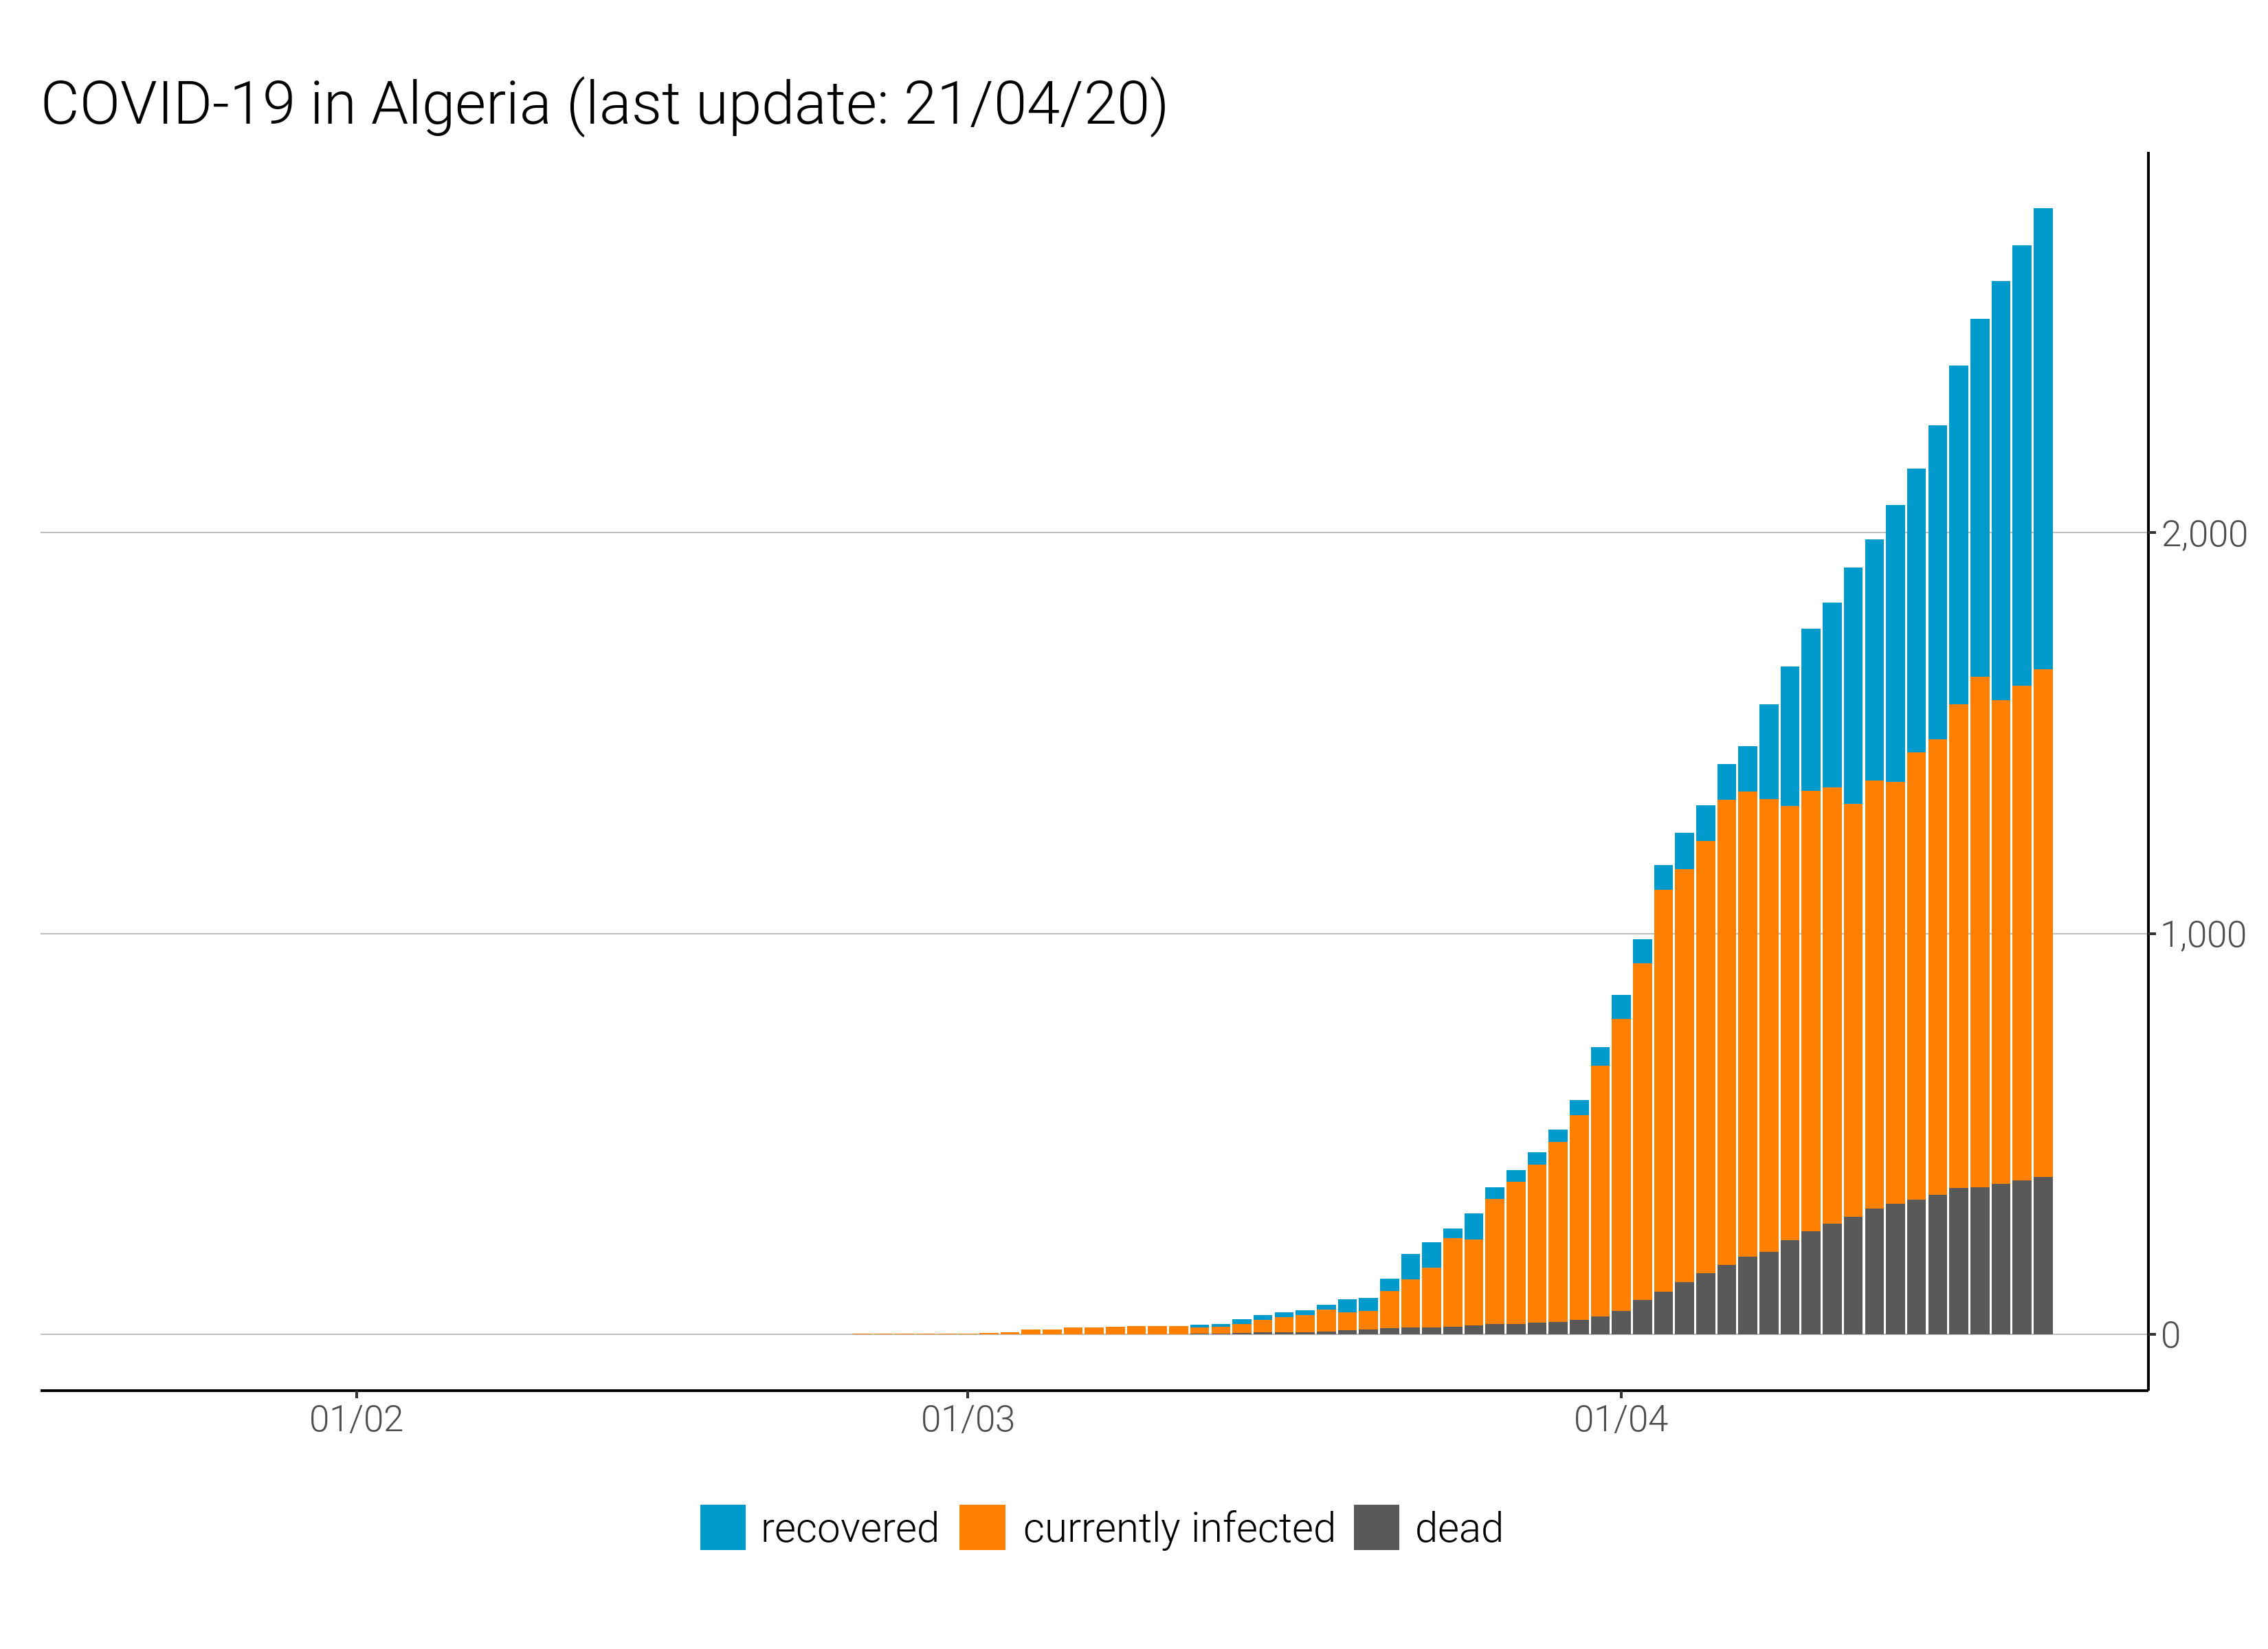 COVID-19 in Algeria (last update: 21/04/20)
2,000
1,000
0
01/02 01/03 01/04
recovered currently infected dead